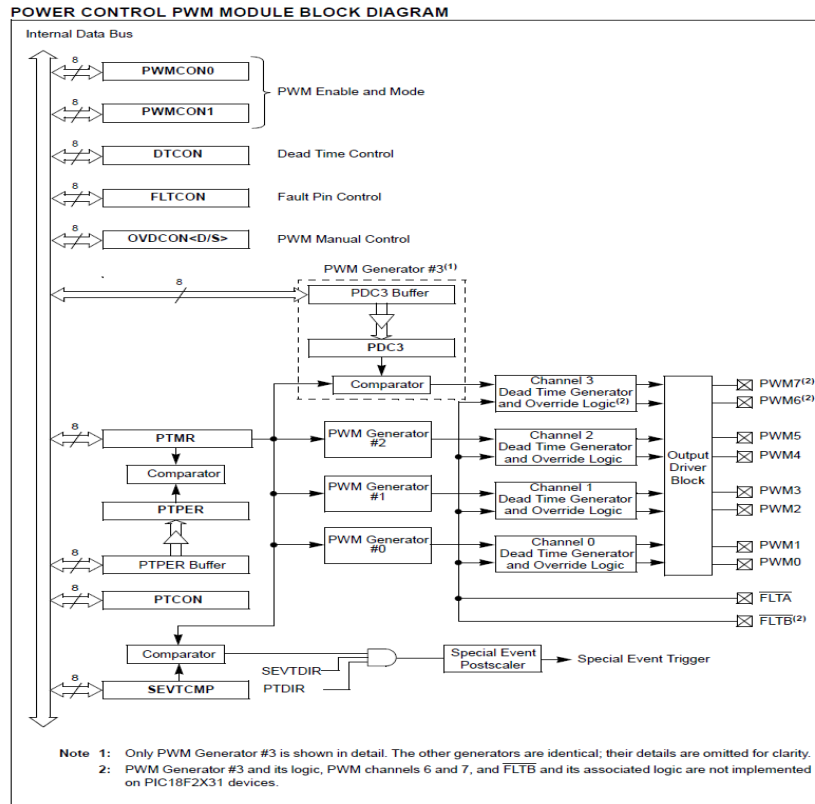 POWER CONTROL PWM MODULE BLOCK DIAGRAM
Internal Data Bus
8
PWMCON0
PWM Enable and Mode
8
PWMCON1
8
DTCON
Dead Time Control
8
FLTCON
Fault Pin Control
8
OVDCON<D/S>
PWM Manual Control
PWM Generator #3(1)
8
PDC3 Buffer
PDC3
Comparator
Channel 3
Dead Time Generator
and Override Logic(2)
PWM7(2)
PWM6(2)
8
PTMR
PWM Generator
#2
Channel 2
Dead Time Generator
and Override Logic
Output
Driver
Block
PWM5
PWM4
Comparator
PTPER
PWM Generator
#1
Channel 1
Dead Time Generator
and Override Logic
PWM3
PWM2
8
PTPER Buffer
PWM Generator
#0
Channel 0
Dead Time Generator
and Override Logic
PWM1
PWM0
8
PTCON
FLTA
FLTB(2)
Comparator
SEVTDIR
PTDIR
Special Event
Postscaler
Special Event Trigger
8
SEVTCMP
Note 1: Only PWM Generator #3 is shown in detail. The other generators are identical; their details are omitted for clarity.
2: PWM Generator #3 and its logic, PWM channels 6 and 7, and FLTB and its associated logic are not implemented
on PIC18F2X31 devices.